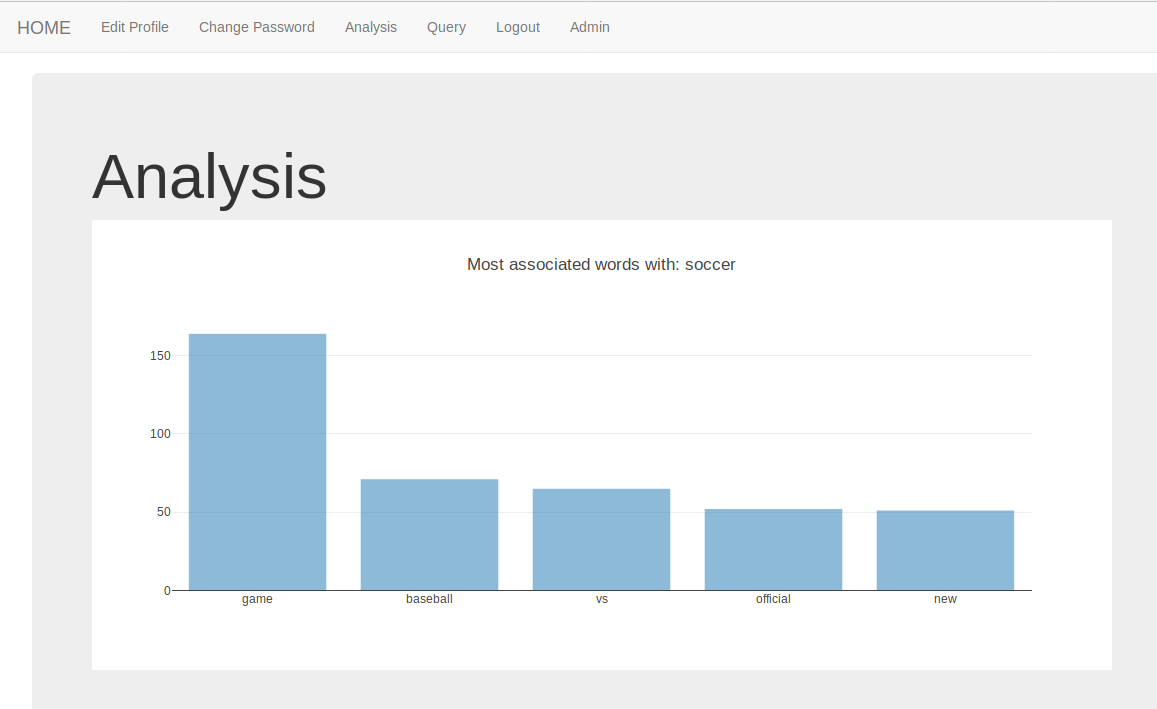 HOME Edit Profile Change Password Analysis Query Logout Admin
Analysis
Most associated words with: soccer
150
100
50
0
game baseball vs official new